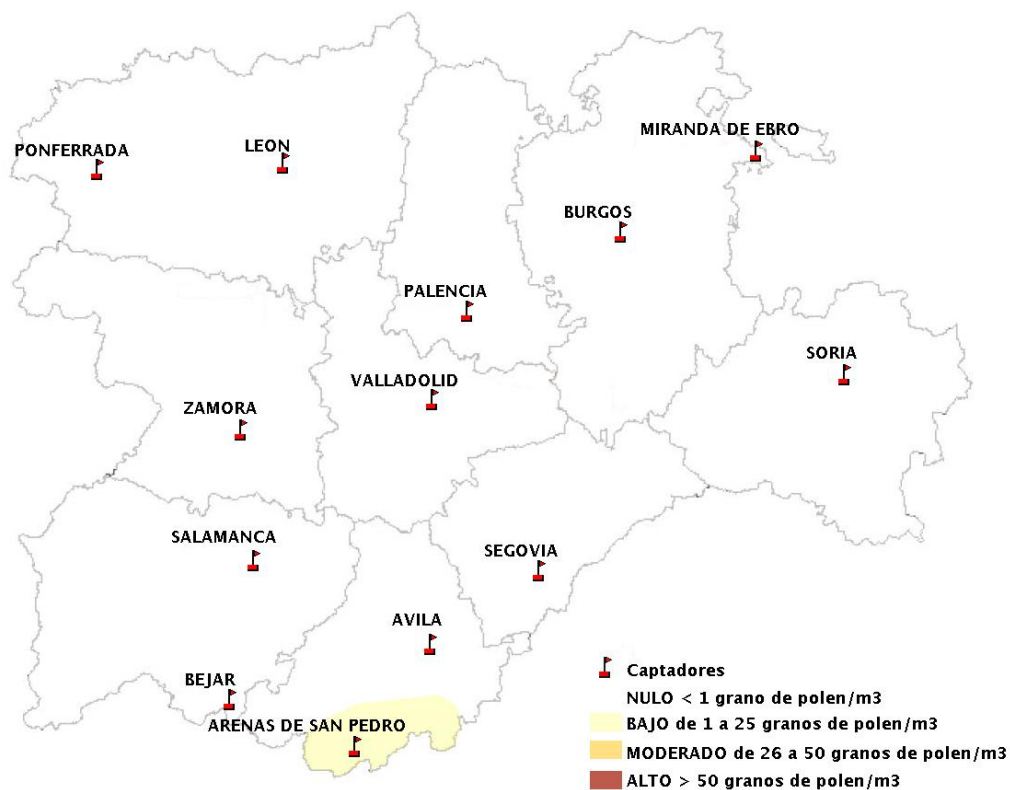 MIRANDA DE EBRO
PONFERRADA
LEON
BURGOS
PALENCIA
SORIA
VALLADOLID
ZAMORA
SALAMANCA
SEGOVIA
AVILA
BEJAR
ARENAS DE SAN PEDRO
Captadores
NULO < 1 grano de polen/m3
BAJO de 1 a 25 granos de polen/m3
MODERADO de 26 a 50 granos de polen/m3
ALTO > 50 granos de polen/m3